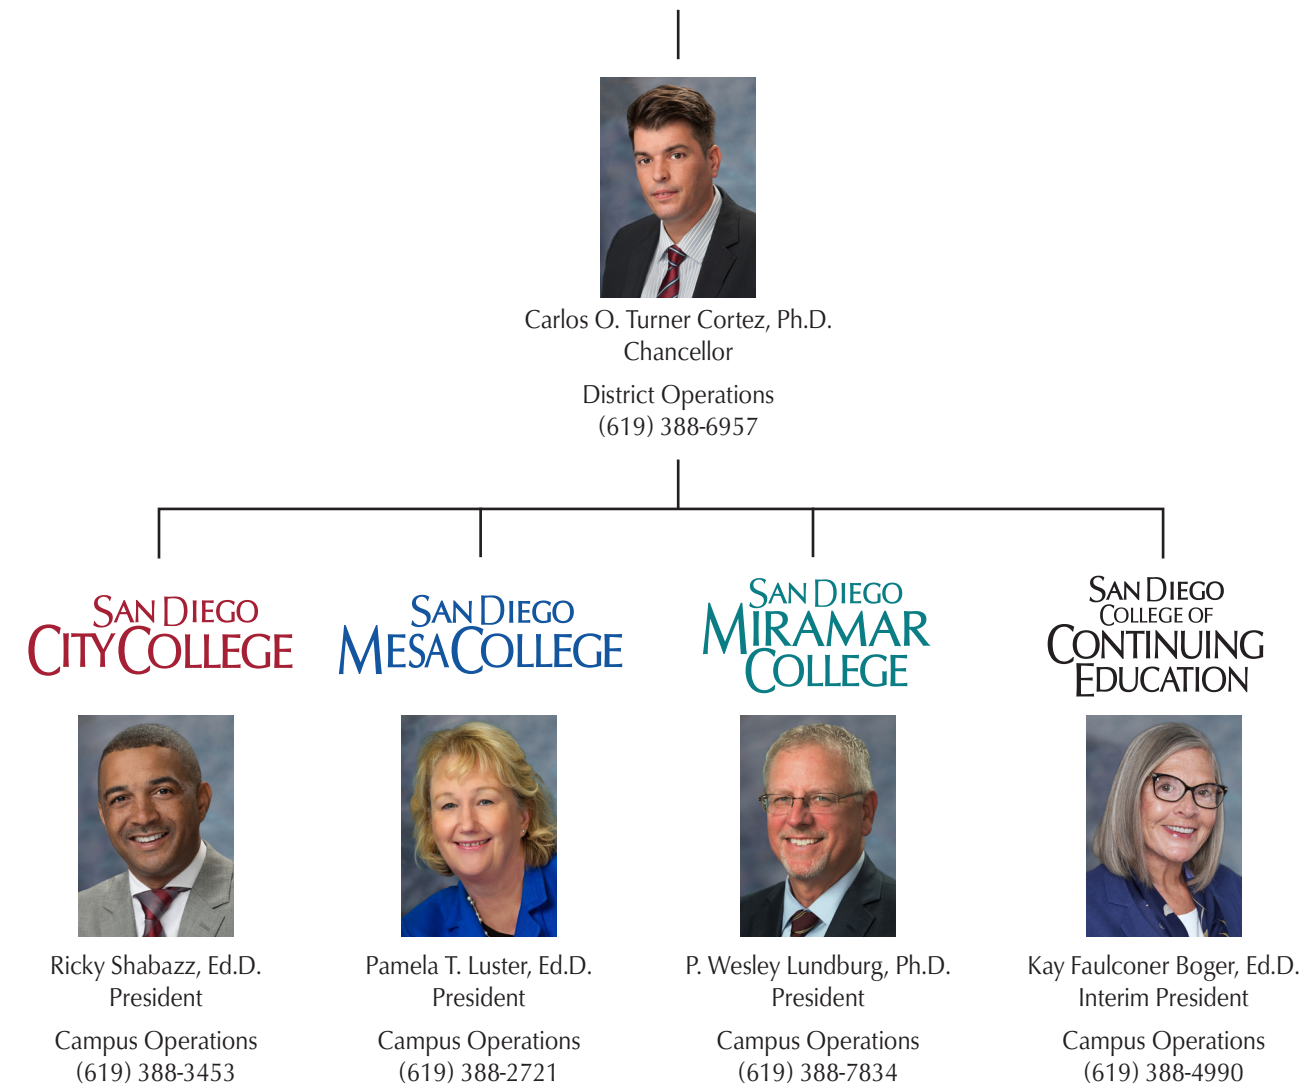 Carlos O. Turner Cortez, Ph.D.
Chancellor
District Operations
(619) 388-6957
SAN DIEGO
CITY COLLEGE
Ricky Shabazz, Ed.D.
President
Campus Operations
(619) 388-3453
SAN DIEGO
MESA COLLEGE
Pamela T. Luster, Ed.D.
President
Campus Operations
(619) 388-2721
SAN DIEGO
MIRAMAR
COLLEGE
P. Wesley Lundburg, Ph.D.
President
Campus Operations
(619) 388-7834
SAN DIEGO
COLLEGE OF
CONTINUING
EDUCATION
Kay Faulconer Boger, Ed.D.
Interim President
Campus Operations
(619) 388-4990